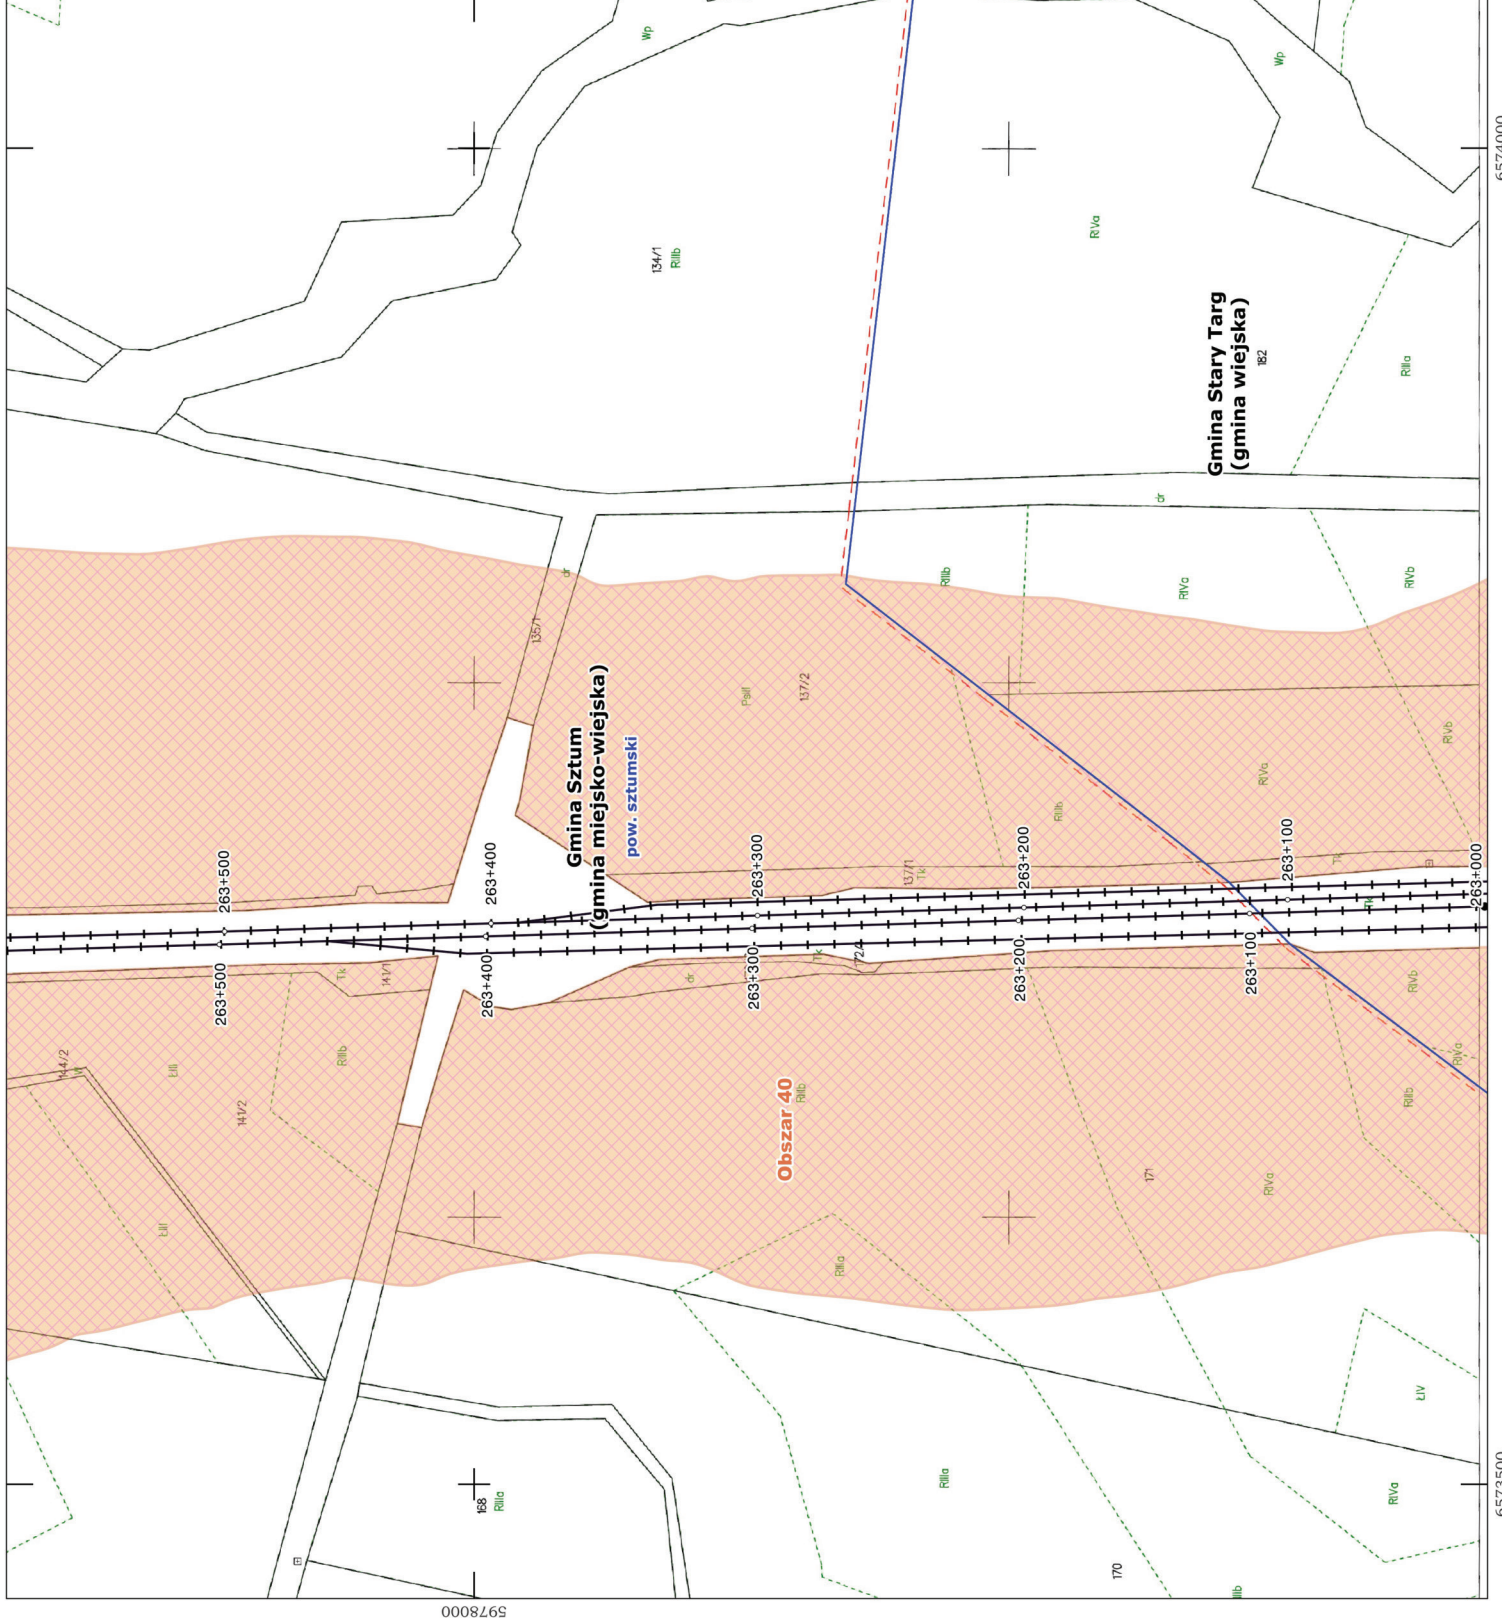 Wp
Wp
6574000
134/1
RIIIb
RIVa
Gmina Stary Targ
(gmina wiejska)
182
RIIIa
dr
dr
RIIIb
RIVa
RIVb
135/1
PsIII
137/2
Gmina Sztum
(gmina miejsko-wiejska)
pow. sztumski
RIVb
RIVa
RIIIb
137/1
Tk
Tk
Tk
263+500
263+400
263+300
263+200
263+100
263+000
263+500
263+400
263+300
263+200
263+100
Tk
141/1
dr
Tk
RIVb
RIVa
RIIIb
144/2
W
ŁIII
RIIIb
141/2
Obszar 40
RIIIb
171
RIVa
ŁIII
RIIIa
ŁIV
168
RIIIa
RIIIa
RIVa
170
IIb
6573500
5978000